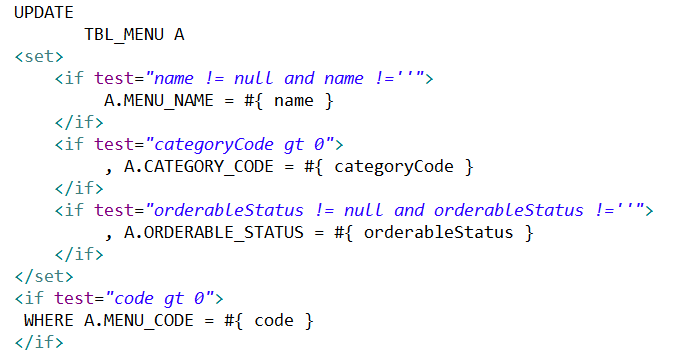 UPDATE
TBL_MENU A
<set>
<if test="name != null and name !=''">
A.MENU_NAME = #{ name }
</if>
<if test="categoryCode gt 0">
, A.CATEGORY_CODE = #{ categoryCode }
</if>
<if test="orderableStatus != null and orderableStatus !=''">
, A.ORDERABLE_STATUS = #{ orderableStatus }
</if>
</set>
<if test="code gt 0">
WHERE A.MENU_CODE = #{ code }
</if>